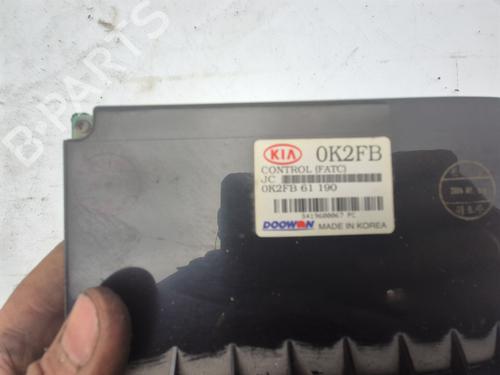 B-PARTS
KIA
0K2FB
CONTROL (FATC)
JC
0K2FB 61 190
DOOWON
MADE IN KOREA